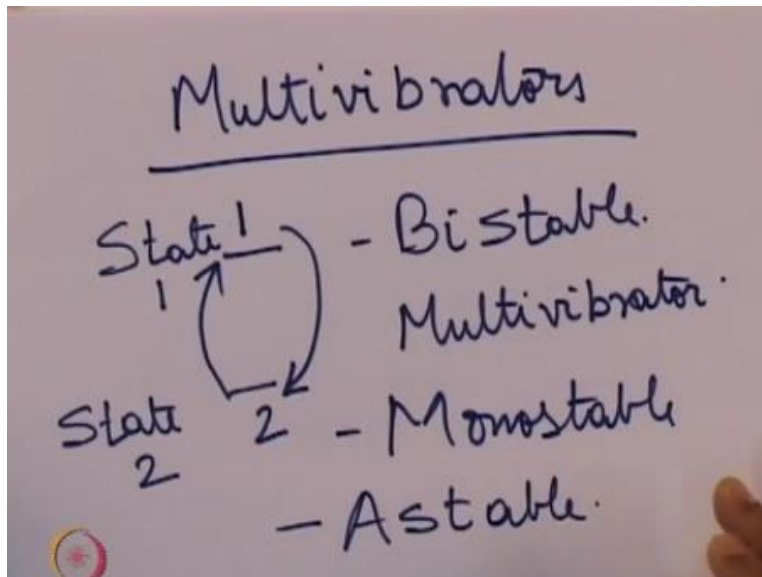 Multivibrators
State 1 - Bistable.
1 Multivibrator.
State 2 - Monostable
2
- Astable.